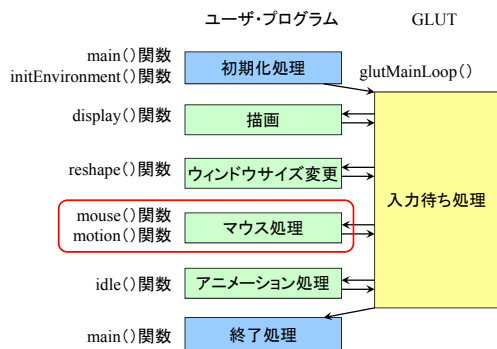 ユーザ・プログラム
GLUT
main()関数
initEnvironment()関数
初期化処理
glutMainLoop()
display()関数
描画
reshape()関数
ウィンドウサイズ変更
入力待ち処理
mouse()関数
motion()関数
マウス処理
idle()関数
アニメーション処理
main()関数
終了処理